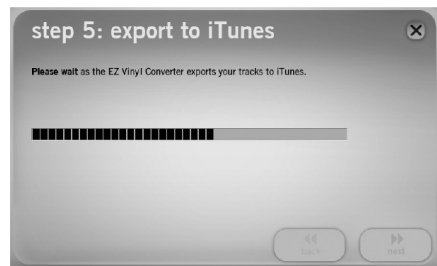 step 5: export to iTunes
Please wait as the EZ Vinyl Converter exports your tracks to iTunes.
back
next